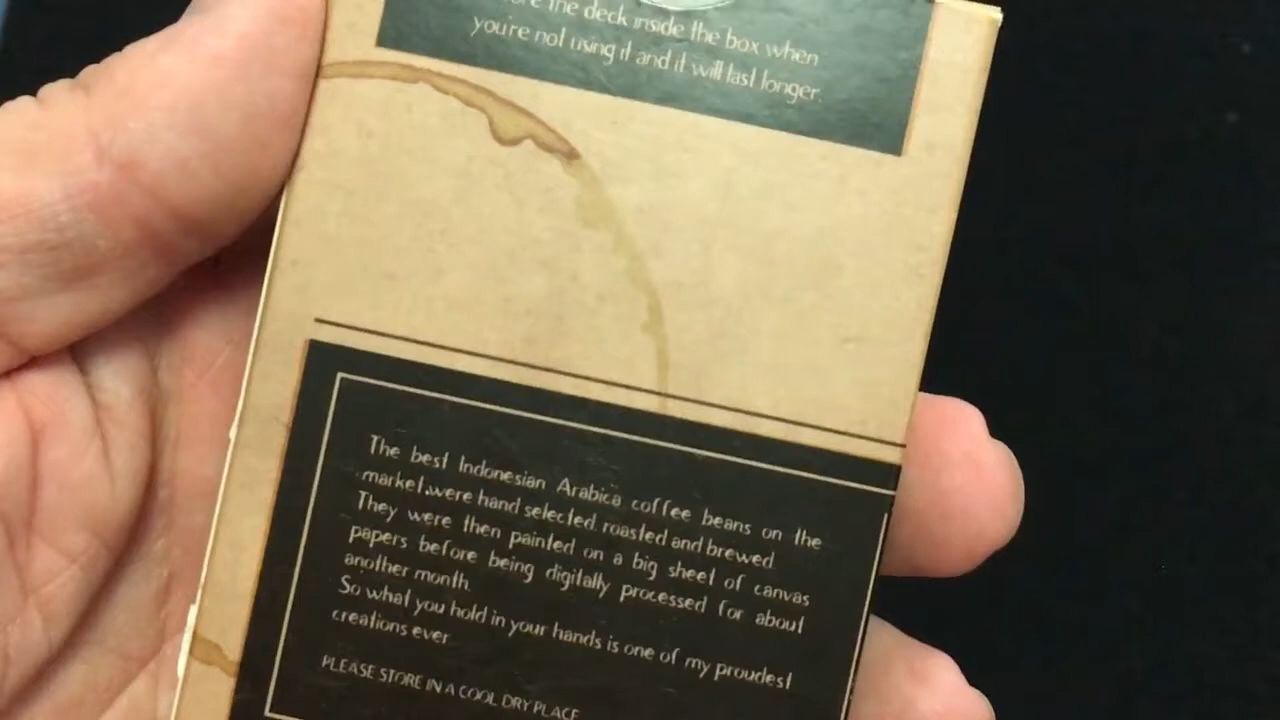 the deck inside the box when
you're not using it and it will last longer.
The best Indonesian Arabica coffee beans on the
market were hand selected, roasted and brewed.
They were then painted on a big sheet of canvas
papers before being digitally processed for about
another month.
So what you hold in your hands is one of my proudest
creations ever
PLEASE STORE IN A COOL DRY PLACE